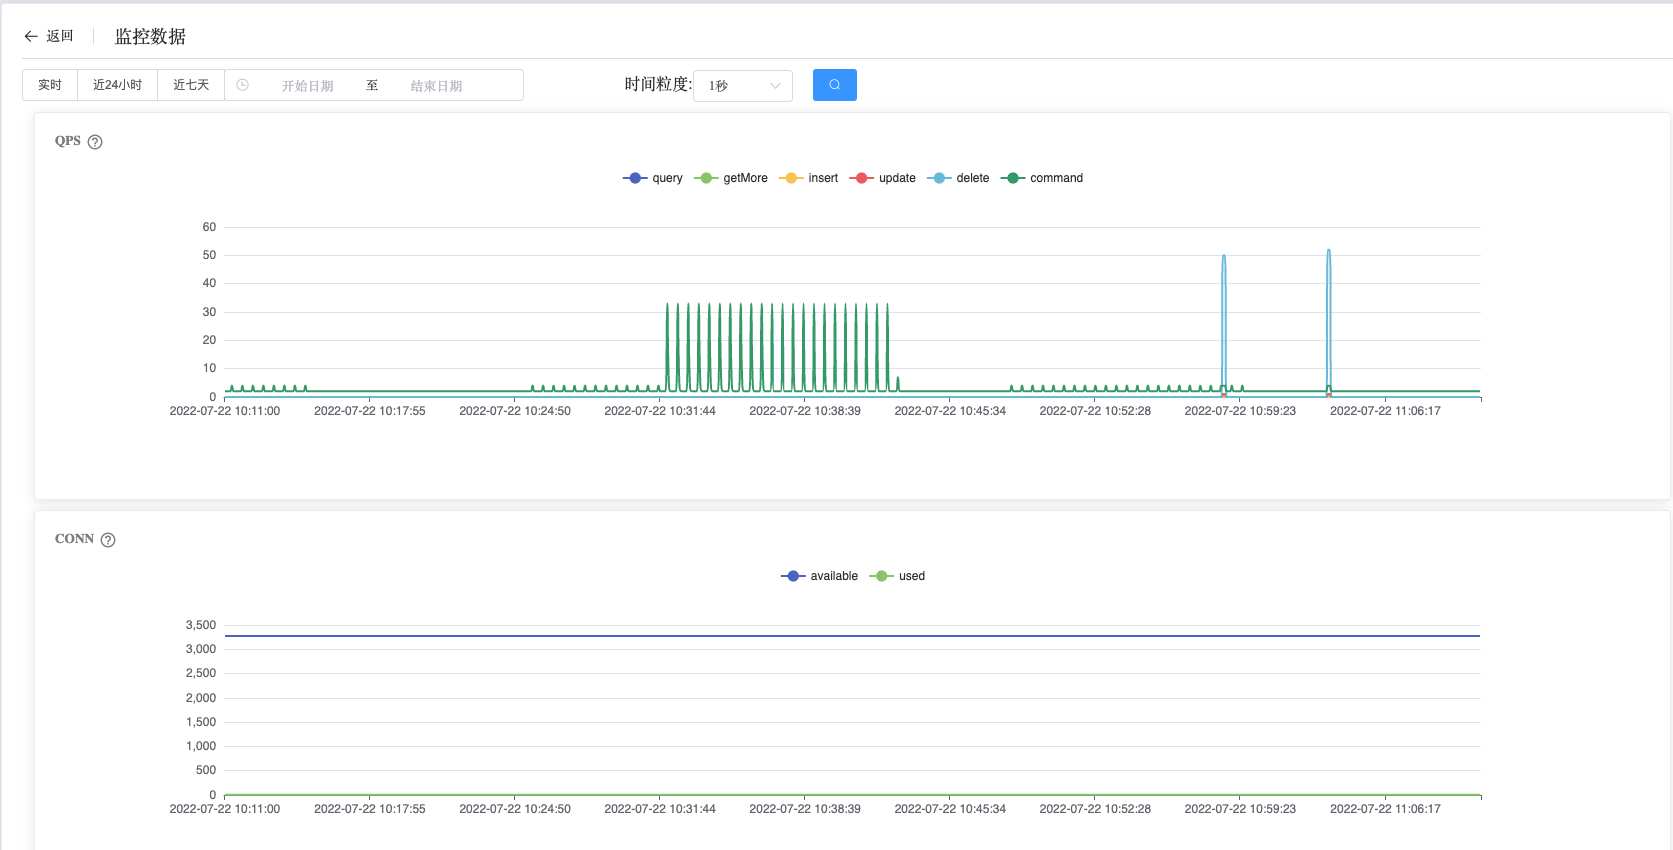 返回 监控数据
实时 近24小时 近七天 开始日期 至 结束日期 时间粒度: 1秒
QPS
query getMore insert update delete command
60
50
40
30
20
10
0
2022-07-22 10:11:00 2022-07-22 10:17:55 2022-07-22 10:24:50 2022-07-22 10:31:44 2022-07-22 10:38:39 2022-07-22 10:45:34 2022-07-22 10:52:28 2022-07-22 10:59:23 2022-07-22 11:06:17
CONN
available used
3,500
3,000
2,500
2,000
1,500
1,000
500
0
2022-07-22 10:11:00 2022-07-22 10:17:55 2022-07-22 10:24:50 2022-07-22 10:31:44 2022-07-22 10:38:39 2022-07-22 10:45:34 2022-07-22 10:52:28 2022-07-22 10:59:23 2022-07-22 11:06:17